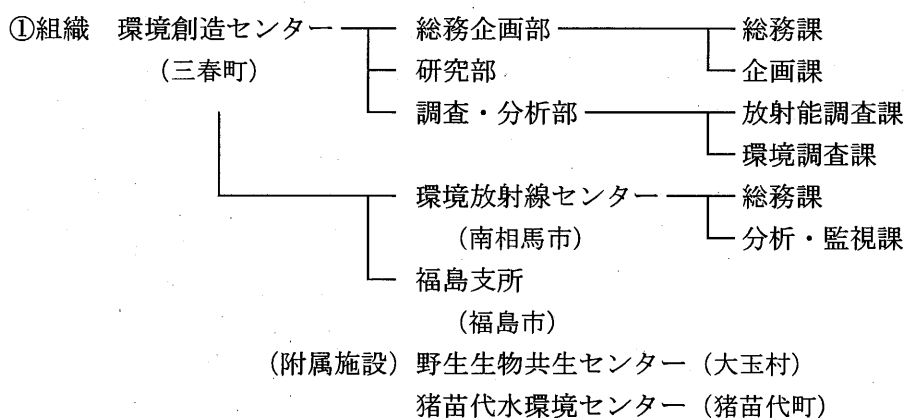 ①組織　環境創造センター　総務企画部　総務課
（三春町）　研究部　企画課
調査・分析部　放射能調査課
環境調査課
環境放射線センター　総務課
（南相馬市）　分析・監視課
福島支所
（福島市）
（附属施設）野生生物共生センター（大玉村）
猪苗代水環境センター（猪苗代町）